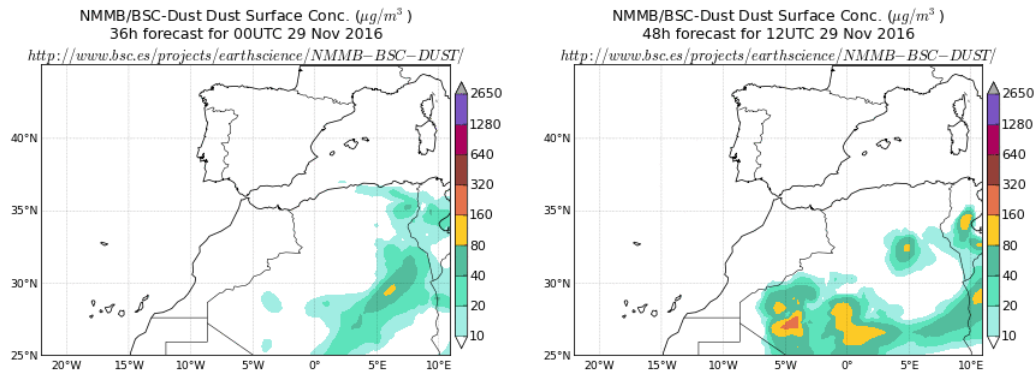 NMMB/BSC-Dust Dust Surface Conc. (µg/m³)
36h forecast for 00UTC 29 Nov 2016
http://www.bsc.es/projects/earthscience/NMMB−BSC−DUST/
40°N
35°N
30°N
25°N
20°W
15°W
10°W
5°W
0°
5°E
10°E
2650
1280
640
320
160
80
40
20
10
NMMB/BSC-Dust Dust Surface Conc. (µg/m³)
48h forecast for 12UTC 29 Nov 2016
http://www.bsc.es/projects/earthscience/NMMB−BSC−DUST/
40°N
35°N
30°N
25°N
20°W
15°W
10°W
5°W
0°
5°E
10°E
2650
1280
640
320
160
80
40
20
10